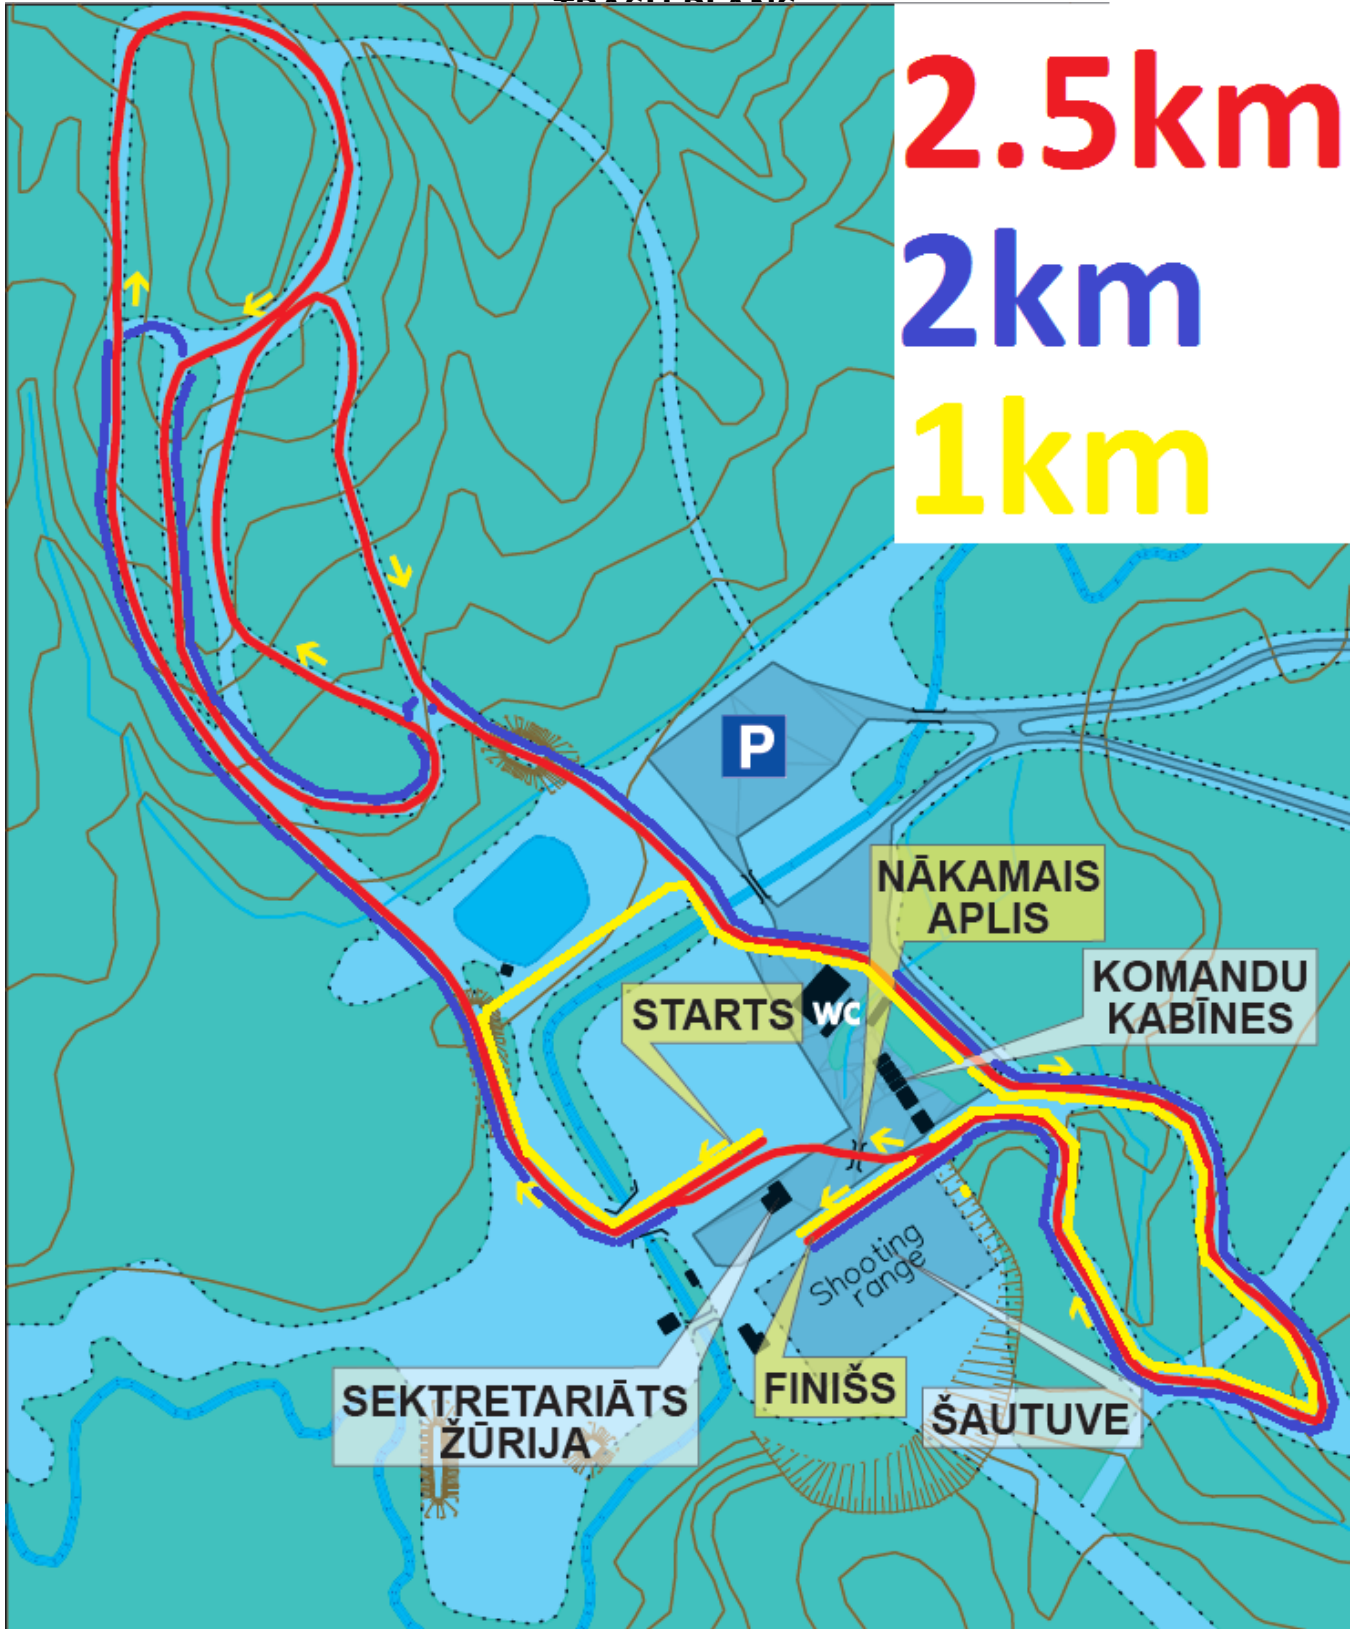 2.5km
2km
1km
P
NĀKAMAIS
APLIS
KOMANDU
KABĪNES
STARTS
WC
Shooting
range
SEKTRETARIĀTS
ŽŪRIJA
FINIŠS
ŠAUTUVE